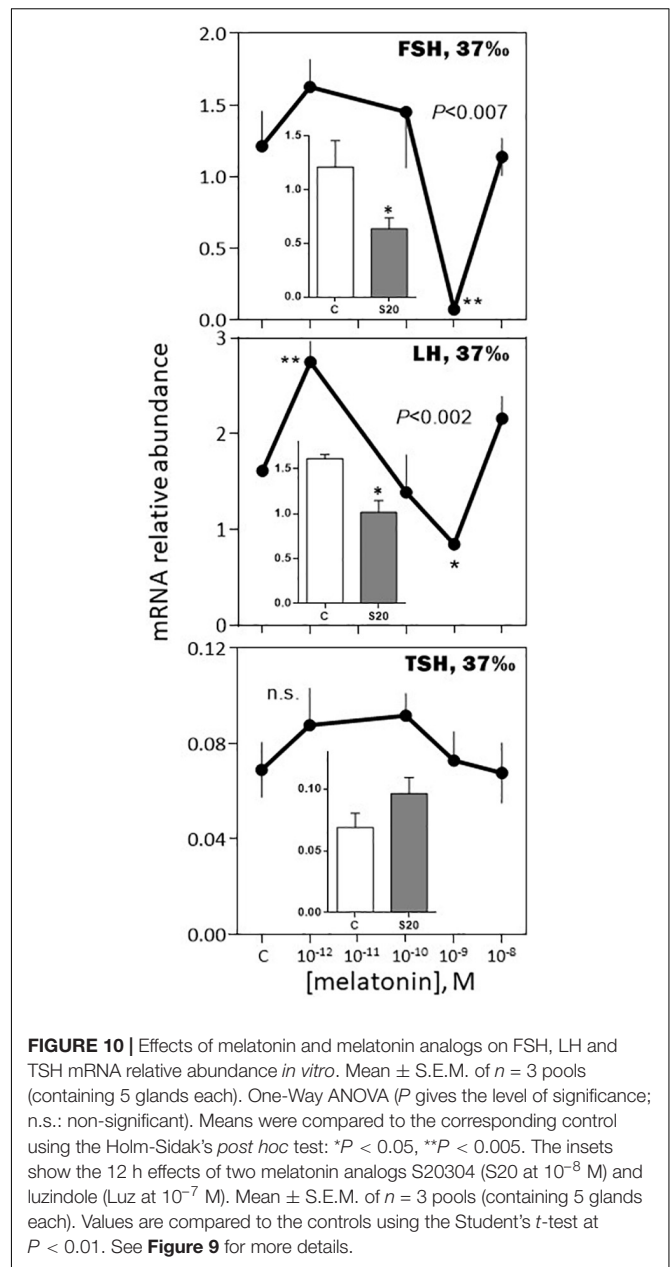 2.0
FSH, 37‰
1.5
P<0.007
1.0
0.5
0.0
1.5
1.0
0.5
0.0
*
C S20
**
mRNA relative abundance
3
LH, 37‰
**
2
P<0.002
1
0
1.5
1.0
0.5
0.0
*
C S20
*
0.12
TSH, 37‰
n.s.
0.08
0.04
0.00
0.10
0.05
0.00
C S20
C 10⁻¹² 10⁻¹¹ 10⁻¹⁰ 10⁻⁹ 10⁻⁸
[melatonin], M
FIGURE 10 | Effects of melatonin and melatonin analogs on FSH, LH and
TSH mRNA relative abundance in vitro. Mean ± S.E.M. of n = 3 pools
(containing 5 glands each). One-Way ANOVA (P gives the level of significance;
n.s.: non-significant). Means were compared to the corresponding control
using the Holm-Sidak's post hoc test: *P < 0.05, **P < 0.005. The insets
show the 12 h effects of two melatonin analogs S20304 (S20 at 10⁻⁸ M) and
luzindole (Luz at 10⁻⁷ M). Mean ± S.E.M. of n = 3 pools (containing 5 glands
each). Values are compared to the controls using the Student's t-test at
P < 0.01. See Figure 9 for more details.